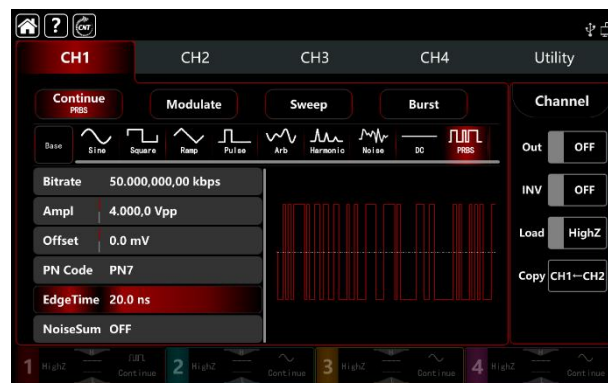 ? CNT
CH1 CH2 CH3 CH4 Utility
Continue
PRBS
Modulate Sweep Burst Channel
Base Sine Square Ramp Pulse Arb Harmonic Noise DC PRBS
Out OFF
Bitrate 50.000,000,00 kbps
INV OFF
Ampl 4.000,0 Vpp
Offset 0.0 mV
Load HighZ
PN Code PN7
Copy CH1←CH2
EdgeTime 20.0 ns
NoiseSum OFF
1 HighZ Continue 2 HighZ Continue 3 HighZ Continue 4 HighZ Continue